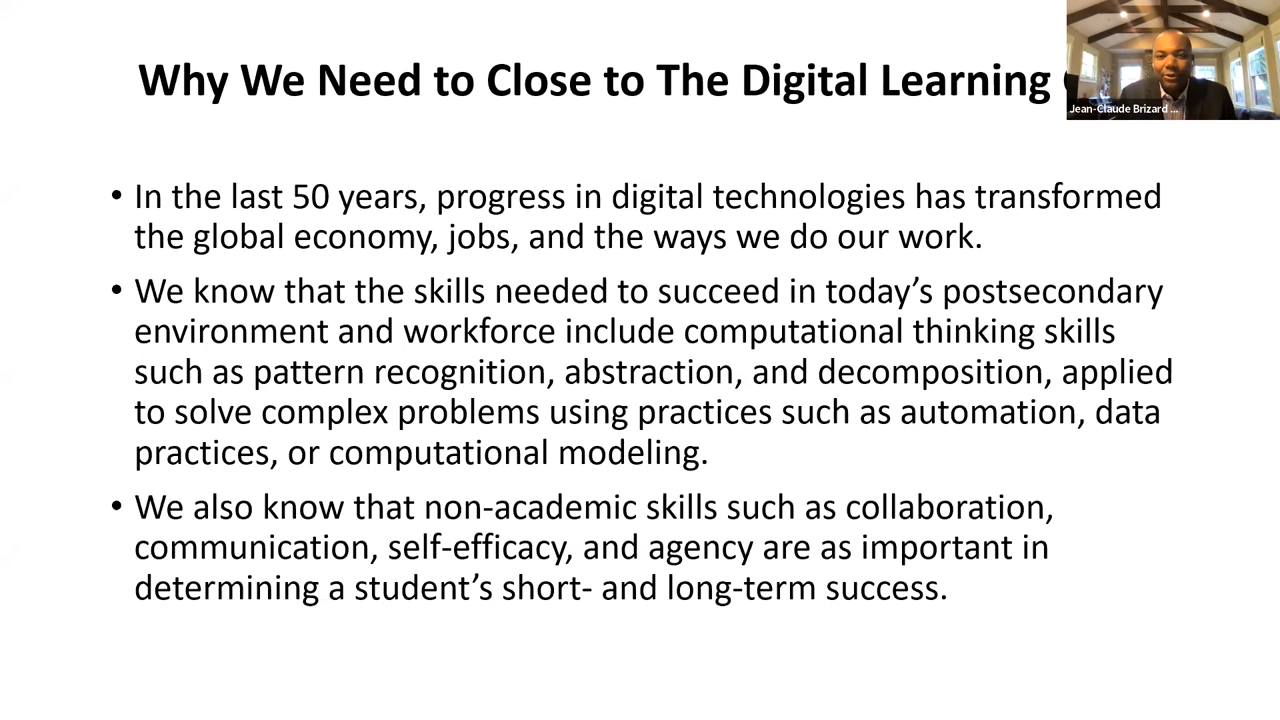 Why We Need to Close to The Digital Learning
Jean-Claude Brizard ...
• In the last 50 years, progress in digital technologies has transformed
the global economy, jobs, and the ways we do our work.
• We know that the skills needed to succeed in today’s postsecondary
environment and workforce include computational thinking skills
such as pattern recognition, abstraction, and decomposition, applied
to solve complex problems using practices such as automation, data
practices, or computational modeling.
• We also know that non-academic skills such as collaboration,
communication, self-efficacy, and agency are as important in
determining a student’s short- and long-term success.